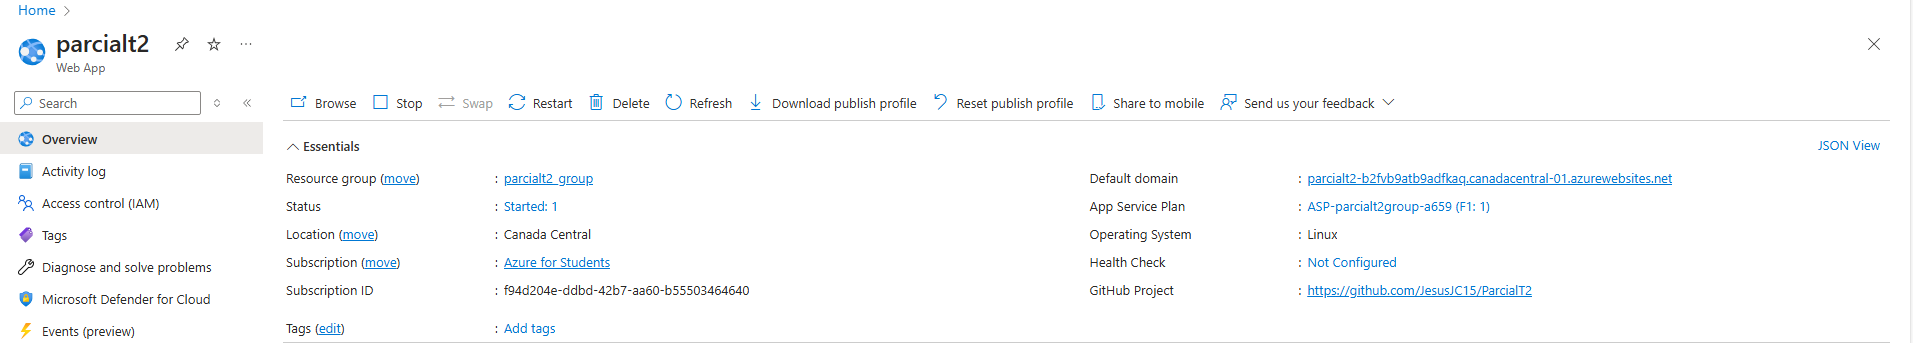 Home
parcialt2
Web App
Search
Browse Stop Swap Restart Delete Refresh Download publish profile Reset publish profile Share to mobile Send us your feedback
Overview
Activity log
Access control (IAM)
Tags
Diagnose and solve problems
Microsoft Defender for Cloud
Events (preview)
Essentials
JSON View
Resource group (move) : parcialt2_group
Status : Started: 1
Location (move) : Canada Central
Subscription (move) : Azure for Students
Subscription ID : f94d204e-ddbd-42b7-aa60-b55503464640
Default domain : parcialt2-b2fvb9atb9adfkaq.canadacentral-01.azurewebsites.net
App Service Plan : ASP-parcialt2group-a659 (F1: 1)
Operating System : Linux
Health Check : Not Configured
GitHub Project : https://github.com/JesusJC15/ParcialT2
Tags (edit) : Add tags